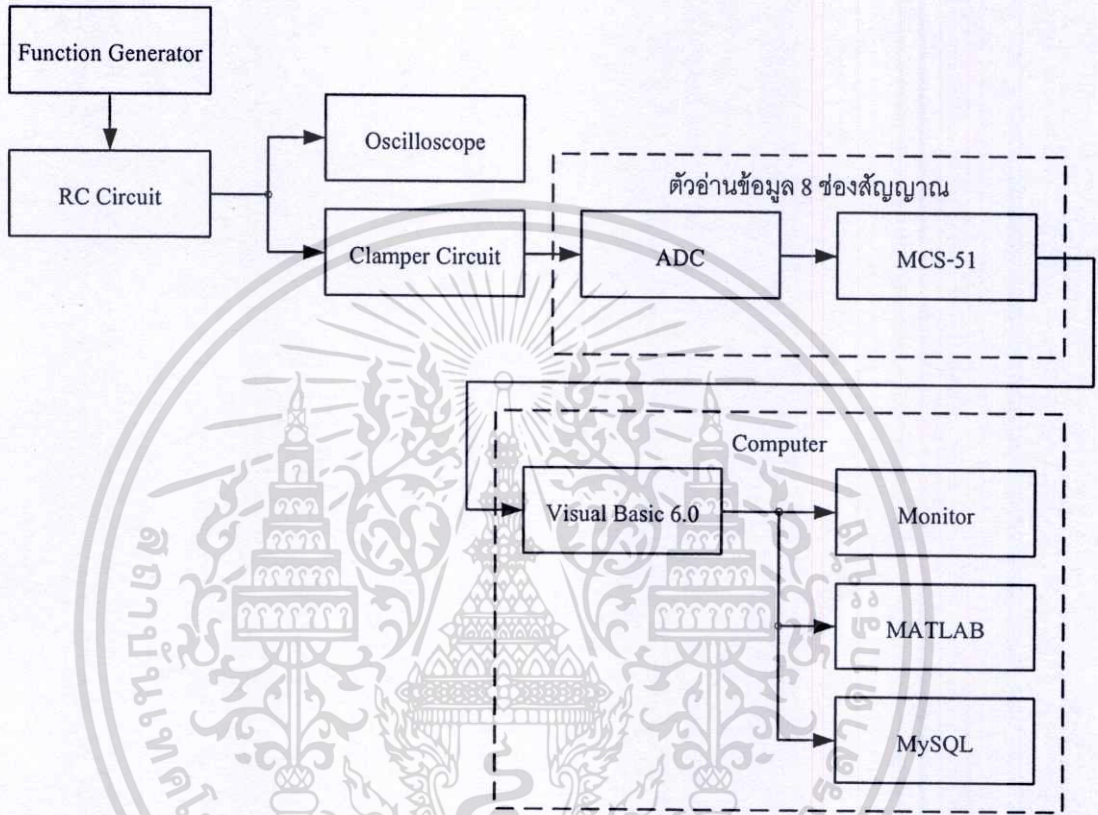 Function Generator
RC Circuit
Oscilloscope
Clamper Circuit
ตัวอ่านข้อมูล 8 ช่องสัญญาณ
ADC
MCS-51
Computer
Visual Basic 6.0
Monitor
MATLAB
MySQL